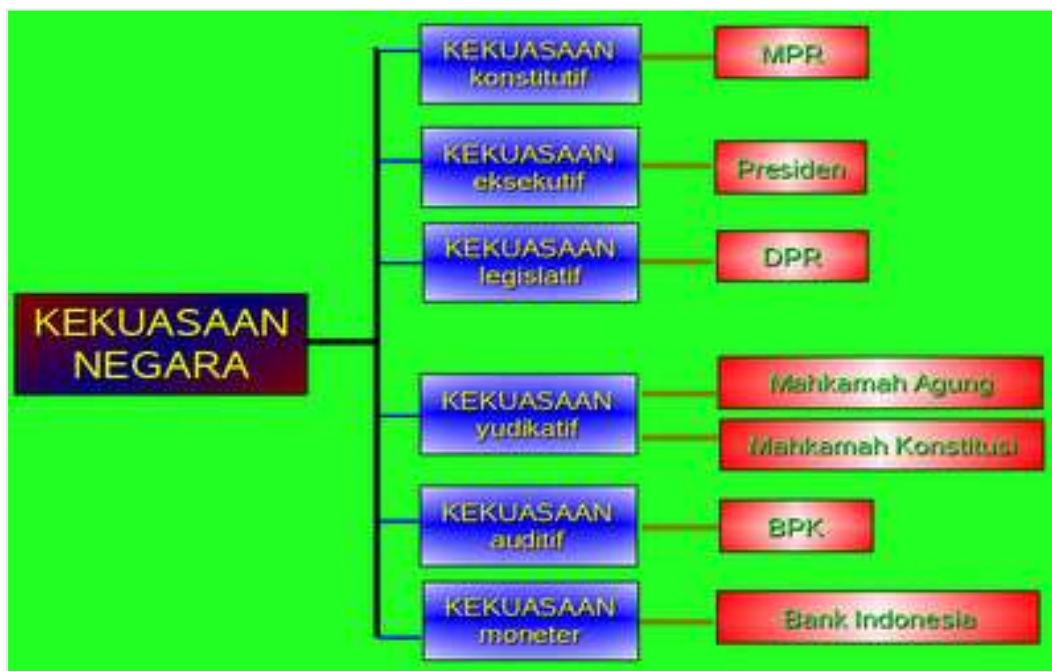 KEKUASAAN
NEGARA
KEKUASAAN
konstitutif
MPR
KEKUASAAN
eksekutif
Presiden
KEKUASAAN
legislatif
DPR
KEKUASAAN
yudikatif
Mahkamah Agung
Mahkamah Konstitusi
KEKUASAAN
auditif
BPK
KEKUASAAN
moneter
Bank Indonesia